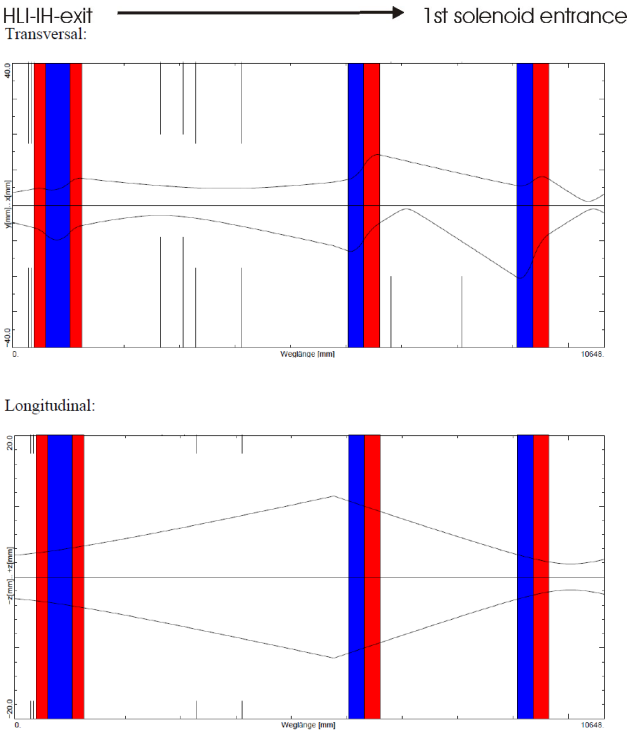 HLI-IH-exit 1st solenoid entrance
Transversal:
40.0
x[mm]
y[mm]
-40.0
0. Weglänge [mm] 10648.
Longitudinal:
20.0
+z[mm]
-z[mm]
-20.0
0. Weglänge [mm] 10648.